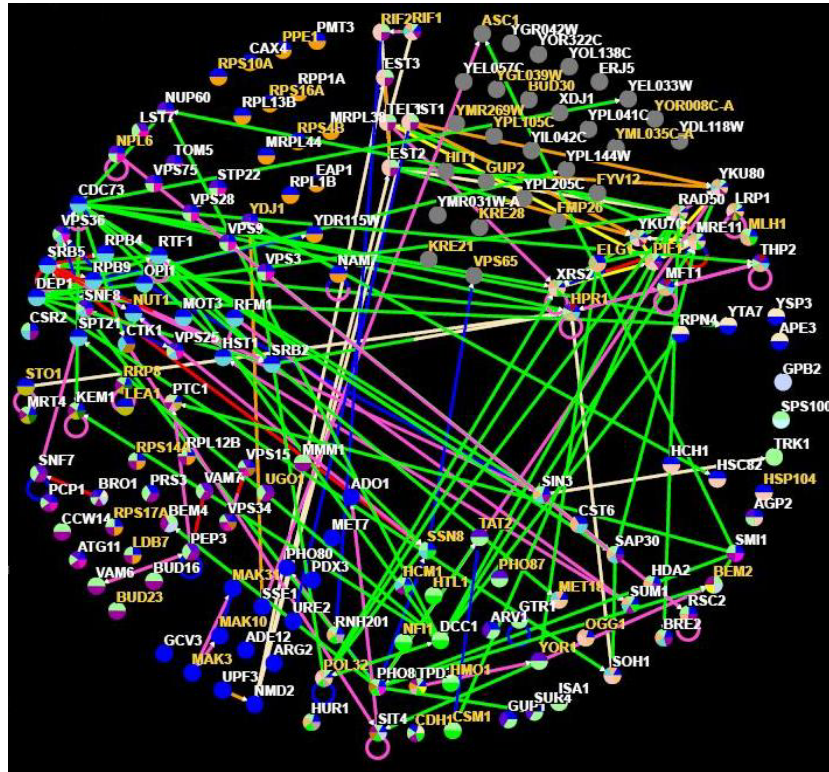 RIF2 RIF1
ASC1
PMT3
PPE1
YGR042W
CAX4
YOR322C
EST3
YOL138C
RPS10A
YEL057C YGL039W
ERJ5
BUD30
YEL033W
NUP60
RPS16A RPP1A
RPL13B
XDJ1
LST7
MRPL38
YMR269W YPL105C
YPL041C
YOR008C-A
RPS4B
NPL6
YIL042C
YML035C-A
YDL118W
TOM5
MRPL44
EST2
HIT1
YPL144W
VPS75
STP22
EAP1
GUP2
YKU80
CDC73
RPL1B
YPL205C
FYV12
RAD50
LRP1
VPS28
YMR031W-A
VPS36
YDJ1
YDR115W
KRE28
FMP26
YKU70
MRE11
MLH1
SRB5
RPB4
RTF1
VPS9
ELG1
PIF1
RPB9
OPI1
VPS3
NAM7
KRE21
VPS65
XRS2
MFT1
THP2
DEP1
SNF8
NUT1
MOT3
RFM1
HPR1
CSR2
SPT21
CTK1
RPN4
YTA7
YSP3
VPS25
HST1
SRB2
APE3
STO1
RRP8
GPB2
MRT4
KEM1
LEA1
PTC1
SPS100
RPS14A
RPL12B
MMM1
TRK1
SNF7
VPS15
HCH1
HSC82
PCP1
BRO1
PRS3
VAM7
UGO1
ADO1
SIN3
HSP104
CCW14
RPS17A
BEM4
VPS34
MET7
CST6
AGP2
TAT2
ATG11
LDB7
PEP3
PHO80
SSN8
SAP30
SMI1
VAM6
BUD16
MAK31
SSE1
PDX3
HCM1
HTL1
PHO87
MET18
HDA2
BEM2
BUD23
URE2
GTR1
SUM1
RSC2
MAK10
ADE12
RNH201
NFI1
DCC1
ARV1
OGG1
BRE2
GCV3
MAK3
ARG2
POL32
HMO1
YOR1
SOH1
UPF3
NMD2
ISA1
SUR4
HUR1
SIT4
CDH1
CSM1
GUP1